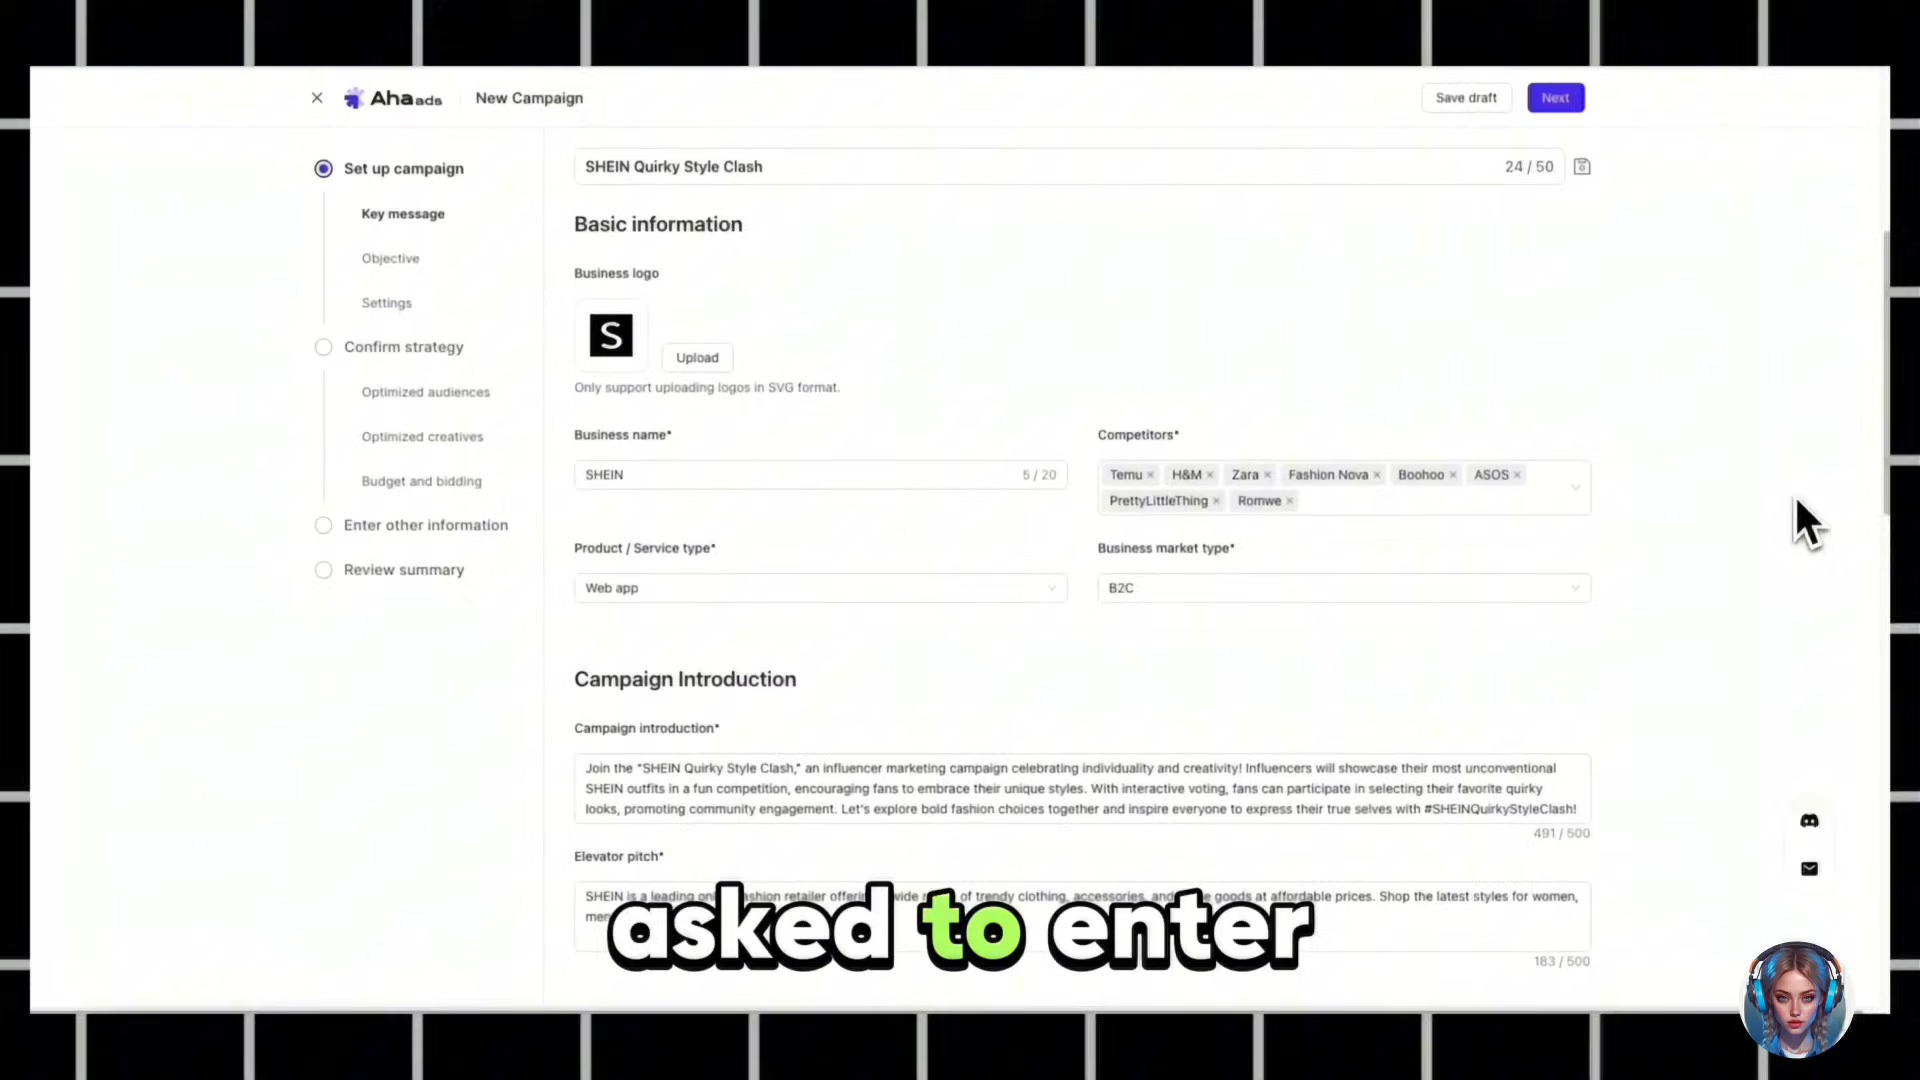 Aha ads
New Campaign
Save draft
Next
Set up campaign
Key message
Objective
Settings
Confirm strategy
Optimized audiences
Optimized creatives
Budget and bidding
Enter other information
Review summary
SHEIN Quirky Style Clash 24 / 50
Basic information
Business logo
S
Upload
Only support uploading logos in SVG format.
Business name*
SHEIN 5 / 20
Competitors*
Temu × H&M × Zara × Fashion Nova × Boohoo × ASOS ×
PrettyLittleThing × Romwe ×
Product / Service type*
Web app
Business market type*
B2C
Campaign Introduction
Campaign introduction*
Join the "SHEIN Quirky Style Clash," an influencer marketing campaign celebrating individuality and creativity! Influencers will showcase their most unconventional
SHEIN outfits in a fun competition, encouraging fans to embrace their unique styles. With interactive voting, fans can participate in selecting their favorite quirky
looks, promoting community engagement. Let's explore bold fashion choices together and inspire everyone to express their true selves with #SHEINQuirkyStyleClash!
491 / 500
Elevator pitch*
SHEIN is a leading of trendy clothing, accessories, goods at affordable prices. Shop the latest styles for women,
183 / 500
asked to enter